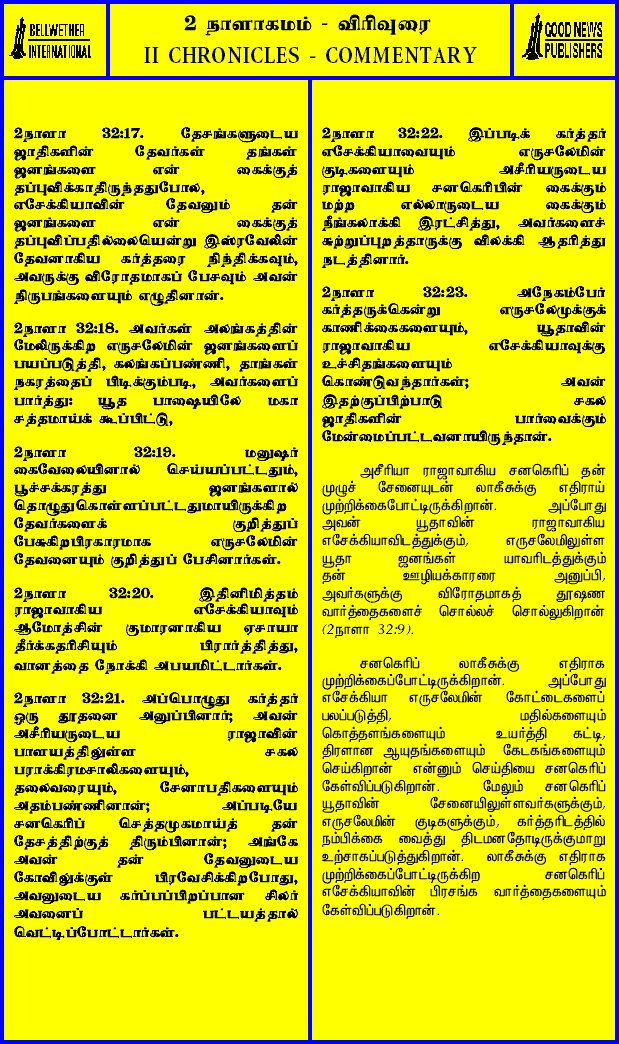 BELLWETHER
INTERNATIONAL
2 நாளாகமம் - விரிவுரை
II CHRONICLES - COMMENTARY
GOOD NEWS
PUBLISHERS
2நாளா 32:17. தேசங்களுடைய
ஜாதிகளின் தேவர்கள் தங்கள்
ஜனங்களை என் கைக்குத்
தப்புவிக்காதிருந்ததுபோல,
எசேக்கியாவின் தேவனும் தன்
ஜனங்களை என் கைக்குத்
தப்புவிப்பதில்லையென்று இஸ்ரவேலின்
தேவனாகிய கர்த்தரை நிந்திக்கவும்,
அவருக்கு விரோதமாகப் பேசவும் அவன்
நிருபங்களையும் எழுதினான்.
2நாளா 32:18. அவர்கள் அலங்கத்தின்
மேலிருக்கிற எருசலேமின் ஜனங்களைப்
பயப்படுத்தி, கலங்கப்பண்ணி, தாங்கள்
நகரத்தைப் பிடிக்கும்படி, அவர்களைப்
பார்த்து: யூத பாஷையிலே மகா
சத்தமாய்க் கூப்பிட்டு,
2நாளா 32:19. மனுஷர்
கைவேலையினால் செய்யப்பட்டதும்,
பூச்சக்கரத்து ஜனங்களால்
தொழுதுகொள்ளப்பட்டதுமாயிருக்கிற
தேவர்களைக் குறித்துப்
பேசுகிறபிரகாரமாக எருசலேமின்
தேவனையும் குறித்துப் பேசினார்கள்.
2நாளா 32:20. இதினிமித்தம்
ராஜாவாகிய எசேக்கியாவும்
ஆமோத்சின் குமாரனாகிய ஏசாயா
தீர்க்கதரிசியும் பிரார்த்தித்து,
வானத்தை நோக்கி அபயமிட்டார்கள்.
2நாளா 32:21. அப்பொழுது கர்த்தர்
ஒரு தூதனை அனுப்பினார்; அவன்
அசீரியருடைய ராஜாவின்
பாளயத்திலுள்ள சகல
பராக்கிரமசாலிகளையும்,
தலைவரையும், சேனாபதிகளையும்
அதம்பண்ணினான்; அப்படியே
சனகெரிப் செத்தமுகமாய்த் தன்
தேசத்திற்குத் திரும்பினான்; அங்கே
அவன் தன் தேவனுடைய
கோவிலுக்குள் பிரவேசிக்கிறபோது,
அவனுடைய கர்ப்பப்பிறப்பான சிலர்
அவனைப் பட்டயத்தால்
வெட்டிப்போட்டார்கள்.
2நாளா 32:22. இப்படிக் கர்த்தர்
எசேக்கியாவையும் எருசலேமின்
குடிகளையும் அசீரியருடைய
ராஜாவாகிய சனகெரிபின் கைக்கும்
மற்ற எல்லாருடைய கைக்கும்
நீங்கலாக்கி இரட்சித்து, அவர்களைச்
சுற்றுப்புறத்தாருக்கு விலக்கி ஆதரித்து
நடத்தினார்.
2நாளா 32:23. அநேகம்பேர்
கர்த்தருக்கென்று எருசலேமுக்குக்
காணிக்கைகளையும், யூதாவின்
ராஜாவாகிய எசேக்கியாவுக்கு
உச்சிதங்களையும்
கொண்டுவந்தார்கள்; அவன்
இதற்குப்பிற்பாடு சகல
ஜாதிகளின் பார்வைக்கும்
மேன்மைப்பட்டவனாயிருந்தான்.
அசீரியா ராஜாவாகிய சனகெரிப் தன்
முழுச் சேனையுடன் லாகீசுக்கு எதிராய்
முற்றிக்கைபோட்டிருக்கிறான். அப்போது
அவன் யூதாவின் ராஜாவாகிய
எசேக்கியாவிடத்துக்கும், எருசலேமிலுள்ள
யூதா ஜனங்கள் யாவரிடத்துக்கும்
தன் ஊழியக்காரரை அனுப்பி,
அவர்களுக்கு விரோதமாகத் தூஷண
வார்த்தைகளைச் சொல்லச் சொல்லுகிறான்
(2நாளா 32:9).
சனகெரிப் லாகீசுக்கு எதிராக
முற்றிக்கைப்போட்டிருக்கிறான். அப்போது
எசேக்கியா எருசலேமின் கோட்டைகளைப்
பலப்படுத்தி, மதில்களையும்
கொத்தளங்களையும் உயர்த்தி கட்டி,
திரளான ஆயுதங்களையும் கேடகங்களையும்
செய்கிறான் என்னும் செய்தியை சனகெரிப்
கேள்விப்படுகிறான். மேலும் சனகெரிப்
யூதாவின் சேனையிலுள்ளவர்களுக்கும்,
எருசலேமின் குடிகளுக்கும், கர்த்தரிடத்தில்
நம்பிக்கை வைத்து திடமனதோடிருக்குமாறு
உற்சாகப்படுத்துகிறான். லாகீசுக்கு எதிராக
முற்றிக்கைப்போட்டிருக்கிற சனகெரிப்
எசேக்கியாவின் பிரசங்க வார்த்தைகளையும்
கேள்விப்படுகிறான்.